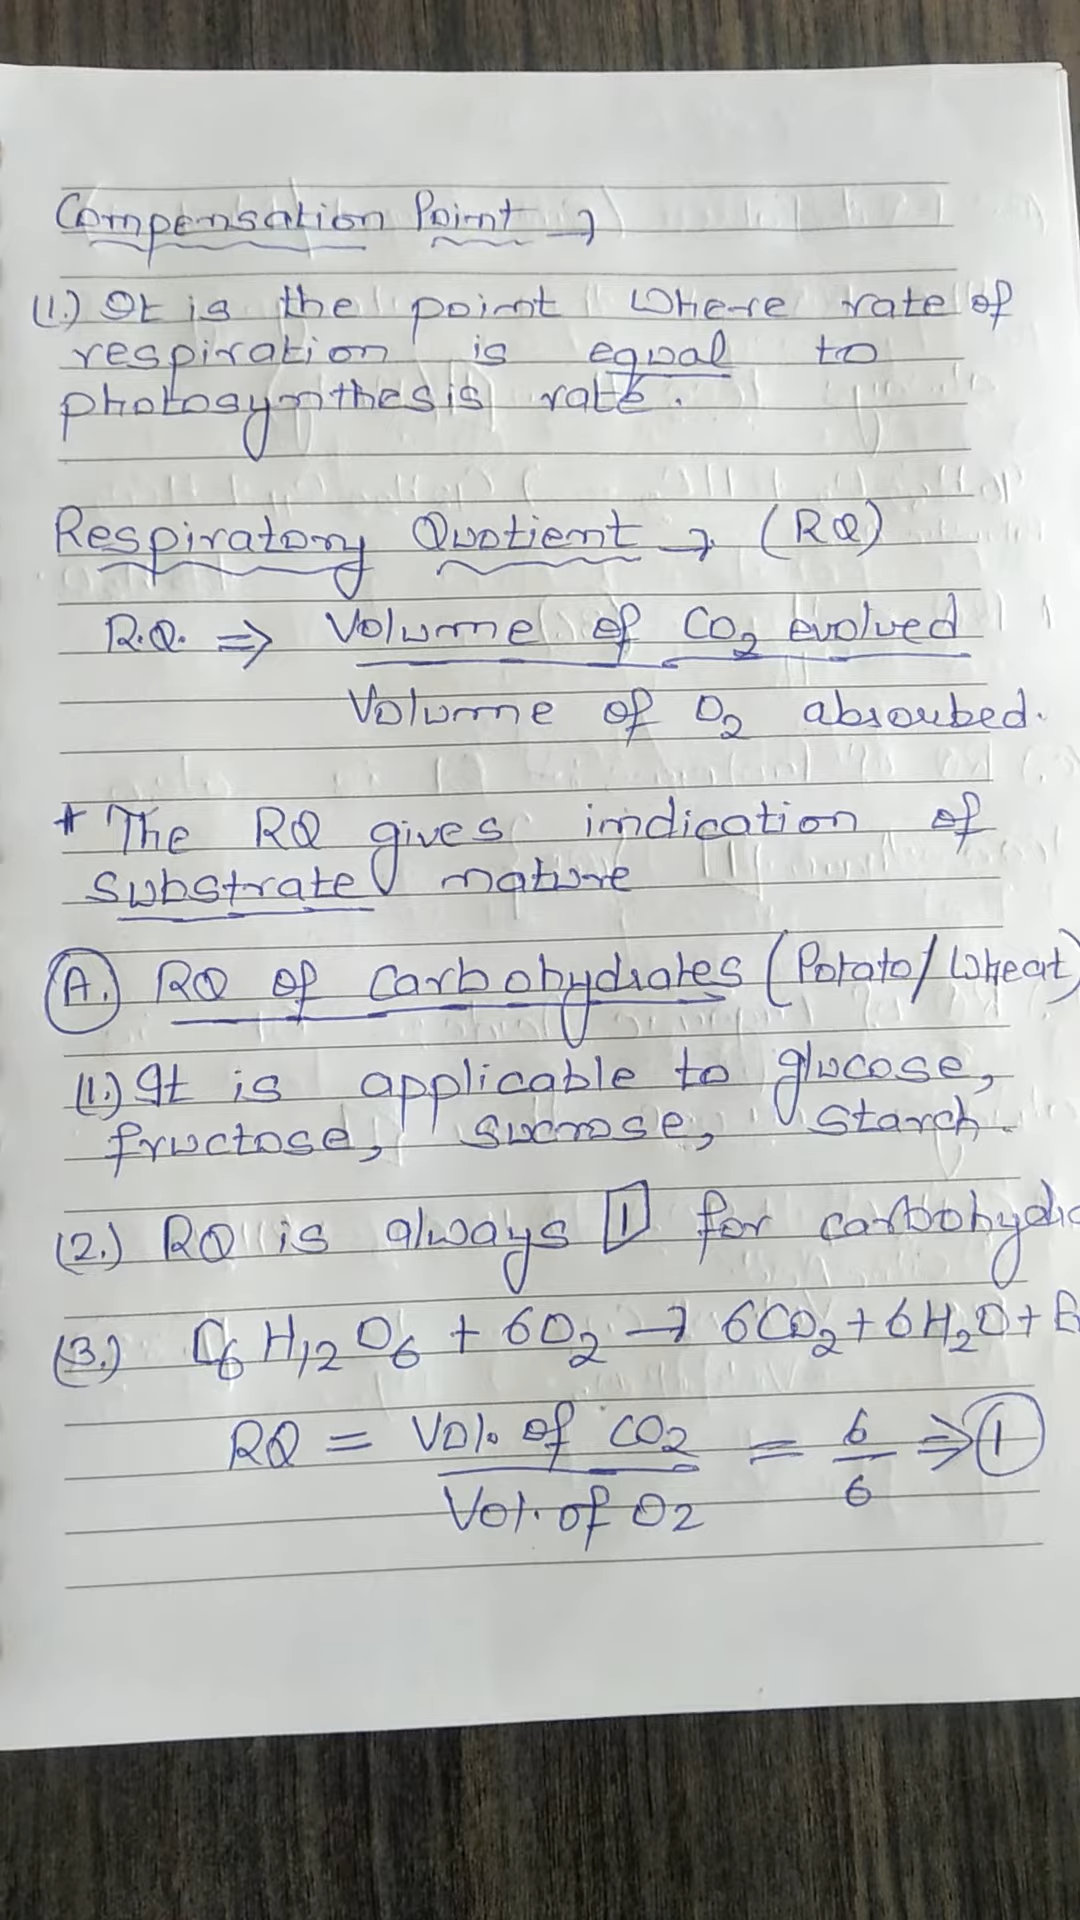 Compensation Point →
(1.) It is the point where rate of
respiration is equal to
photosynthesis rate.
Respiratory Quotient → (RQ)
R.Q. ⇒ Volume of CO2 evolved
Volume of O2 absorbed.
* The RQ gives indication of
substrate nature
(A.) RQ of carbohydrates (Potato/Wheat)
(1.) It is applicable to glucose,
fructose, sucrose, starch.
(2.) RQ is always 1 for carbohyd
(3.) C6H12O6 + 6O2 → 6CO2 + 6H2O + E
RQ = Vol. of CO2 = 6 ⇒ 1
Vol. of O2 6